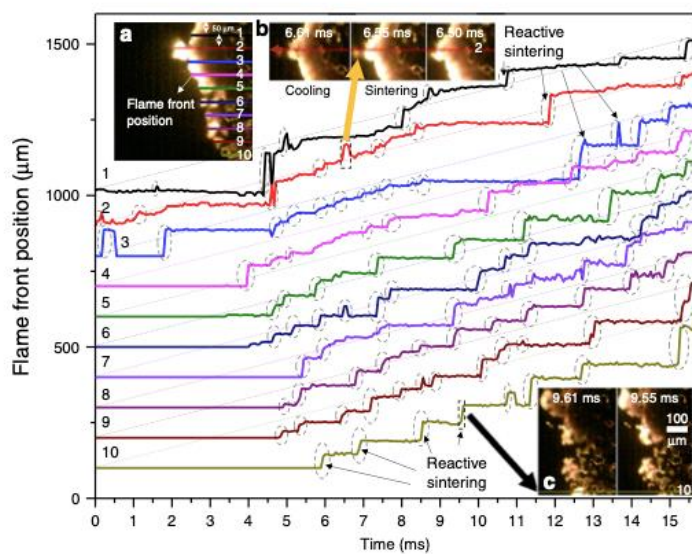 1500
1000
500
0
Flame front position (μm)
0 1 2 3 4 5 6 7 8 9 10 11 12 13 14 15
Time (ms)
a
50 μm
1
2
3
4
5
6
7
8
9
10
Flame front
position
b
6.61 ms 6.55 ms 6.50 ms
2
Cooling Sintering
Reactive
sintering
1
2
3
4
5
6
7
8
9
10
Reactive
sintering
9.61 ms 9.55 ms
100
μm
c
10